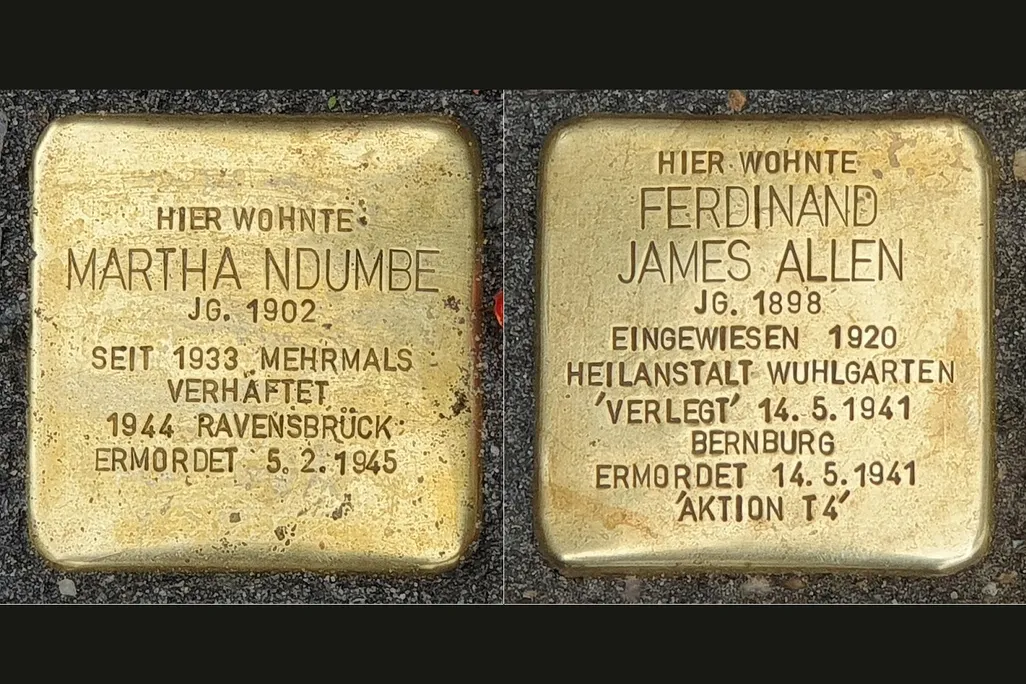 HIER WOHNTE
MARTHA NDUMBE
JG. 1902
SEIT 1933 MEHRMALS
VERHAFTET
1944 RAVENSBRÜCK
ERMORDET 5. 2. 1945
HIER WOHNTE
FERDINAND
JAMES ALLEN
JG. 1898
EINGEWIESEN 1920
HEILANSTALT WUHLGARTEN
'VERLEGT' 14. 5. 1941
BERNBURG
ERMORDET 14. 5. 1941
'AKTION T4'